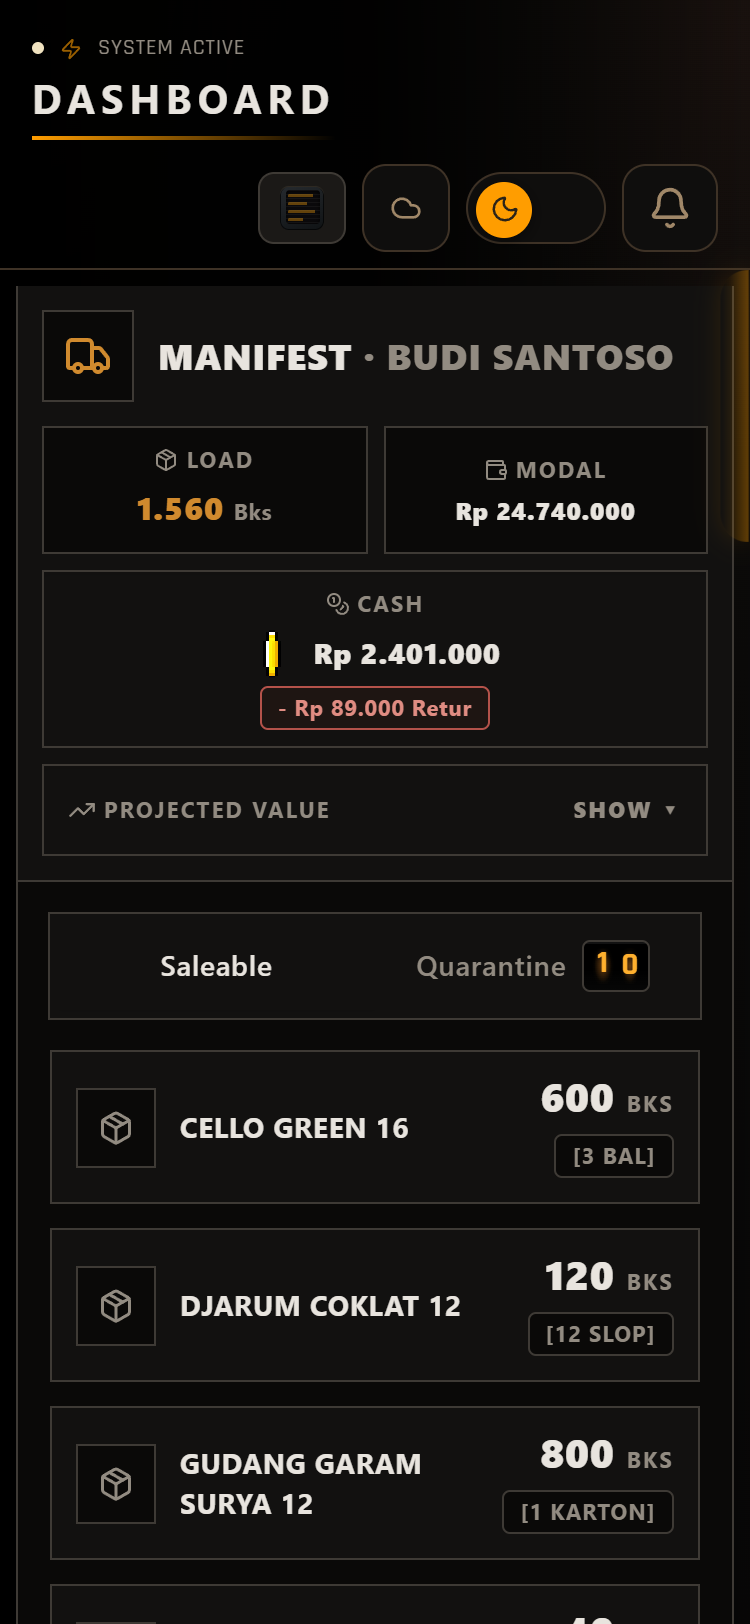 SYSTEM ACTIVE
DASHBOARD
MANIFEST · BUDI SANTOSO
LOAD
1.560 Bks
MODAL
Rp 24.740.000
CASH
Rp 2.401.000
- Rp 89.000 Retur
PROJECTED VALUE
SHOW ▼
Saleable
Quarantine 10
CELLO GREEN 16
600 BKS
[3 BAL]
DJARUM COKLAT 12
120 BKS
[12 SLOP]
GUDANG GARAM
SURYA 12
800 BKS
[1 KARTON]